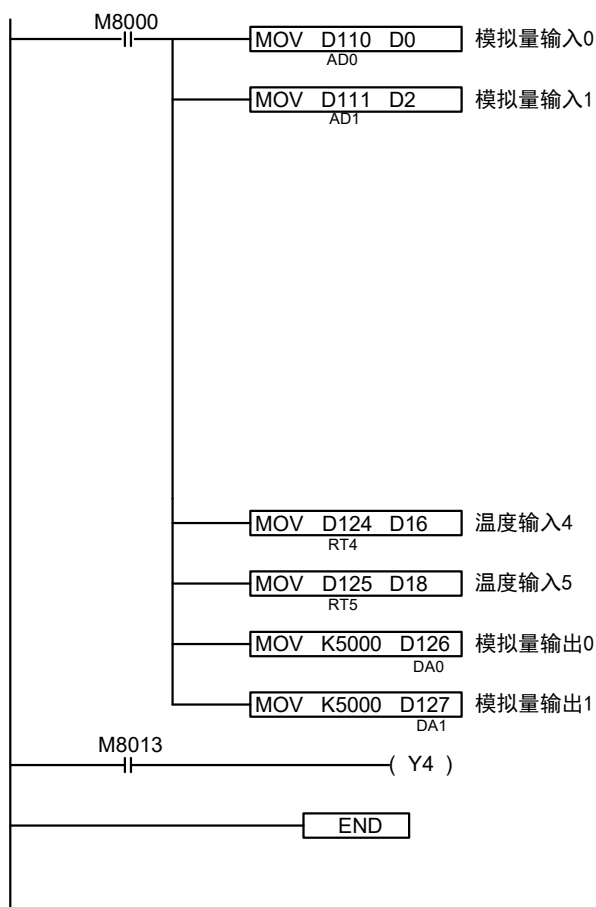 M8000
MOV D110 D0 模拟量输入0
AD0
MOV D111 D2 模拟量输入1
AD1
MOV D124 D16 温度输入4
RT4
MOV D125 D18 温度输入5
RT5
MOV K5000 D126 模拟量输出0
DA0
MOV K5000 D127 模拟量输出1
DA1
M8013
( Y4 )
END